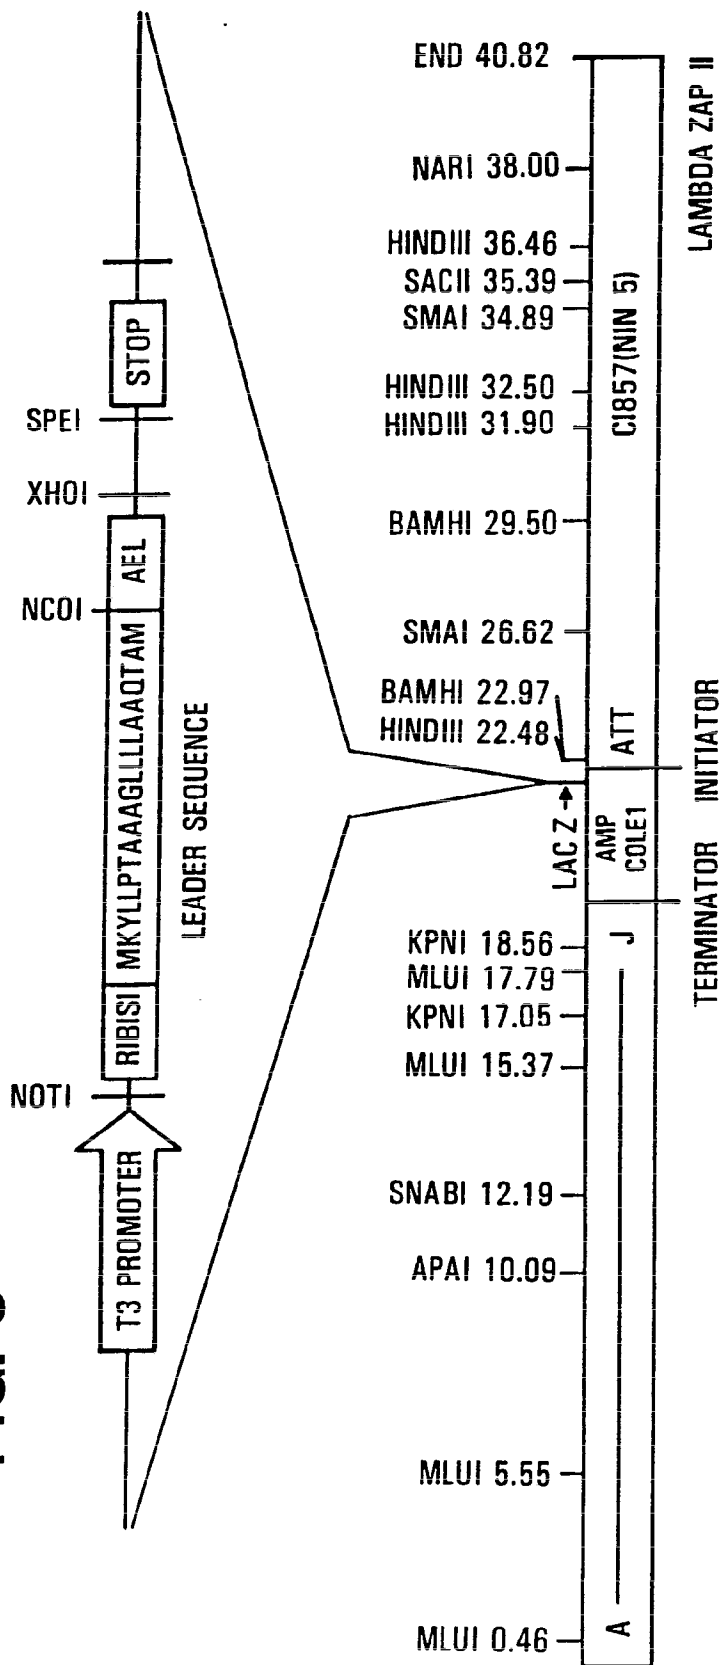 END 40.82
NARI 38.00
HINDIII 36.46
SACII 35.39
SMAI 34.89
HINDIII 32.50
HINDIII 31.90
BAMHI 29.50
SMAI 26.62
BAMHI 22.97
HINDIII 22.48
LAC Z
KPNI 18.56
MLUI 17.79
KPNI 17.05
MLUI 15.37
SNABI 12.19
APAI 10.09
MLUI 5.55
MLUI 0.46
LAMBDA ZAP II
CI857(NIN 5)
ATT
INITIATOR
AMP
COLE1
TERMINATOR
J
A
STOP
SPEI
XHOI
AEL
NCOI
MKYLLPTAAAGLLLLAAQTAM
LEADER SEQUENCE
RIBISI
NOTI
T3 PROMOTER